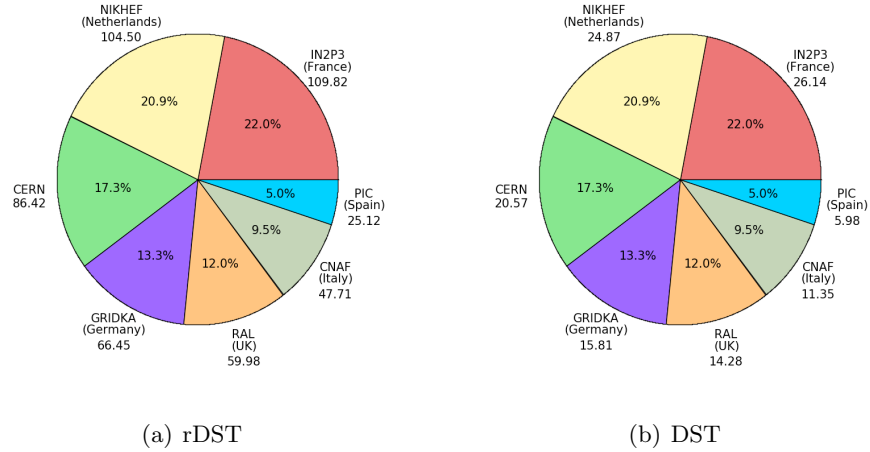 NIKHEF
(Netherlands)
104.50
IN2P3
(France)
109.82
20.9%
22.0%
CERN
86.42
17.3%
5.0%
PIC
(Spain)
25.12
9.5%
13.3%
12.0%
CNAF
(Italy)
47.71
GRIDKA
(Germany)
66.45
RAL
(UK)
59.98
(a) rDST
NIKHEF
(Netherlands)
24.87
IN2P3
(France)
26.14
20.9%
22.0%
CERN
20.57
17.3%
5.0%
PIC
(Spain)
5.98
9.5%
13.3%
12.0%
CNAF
(Italy)
11.35
GRIDKA
(Germany)
15.81
RAL
(UK)
14.28
(b) DST